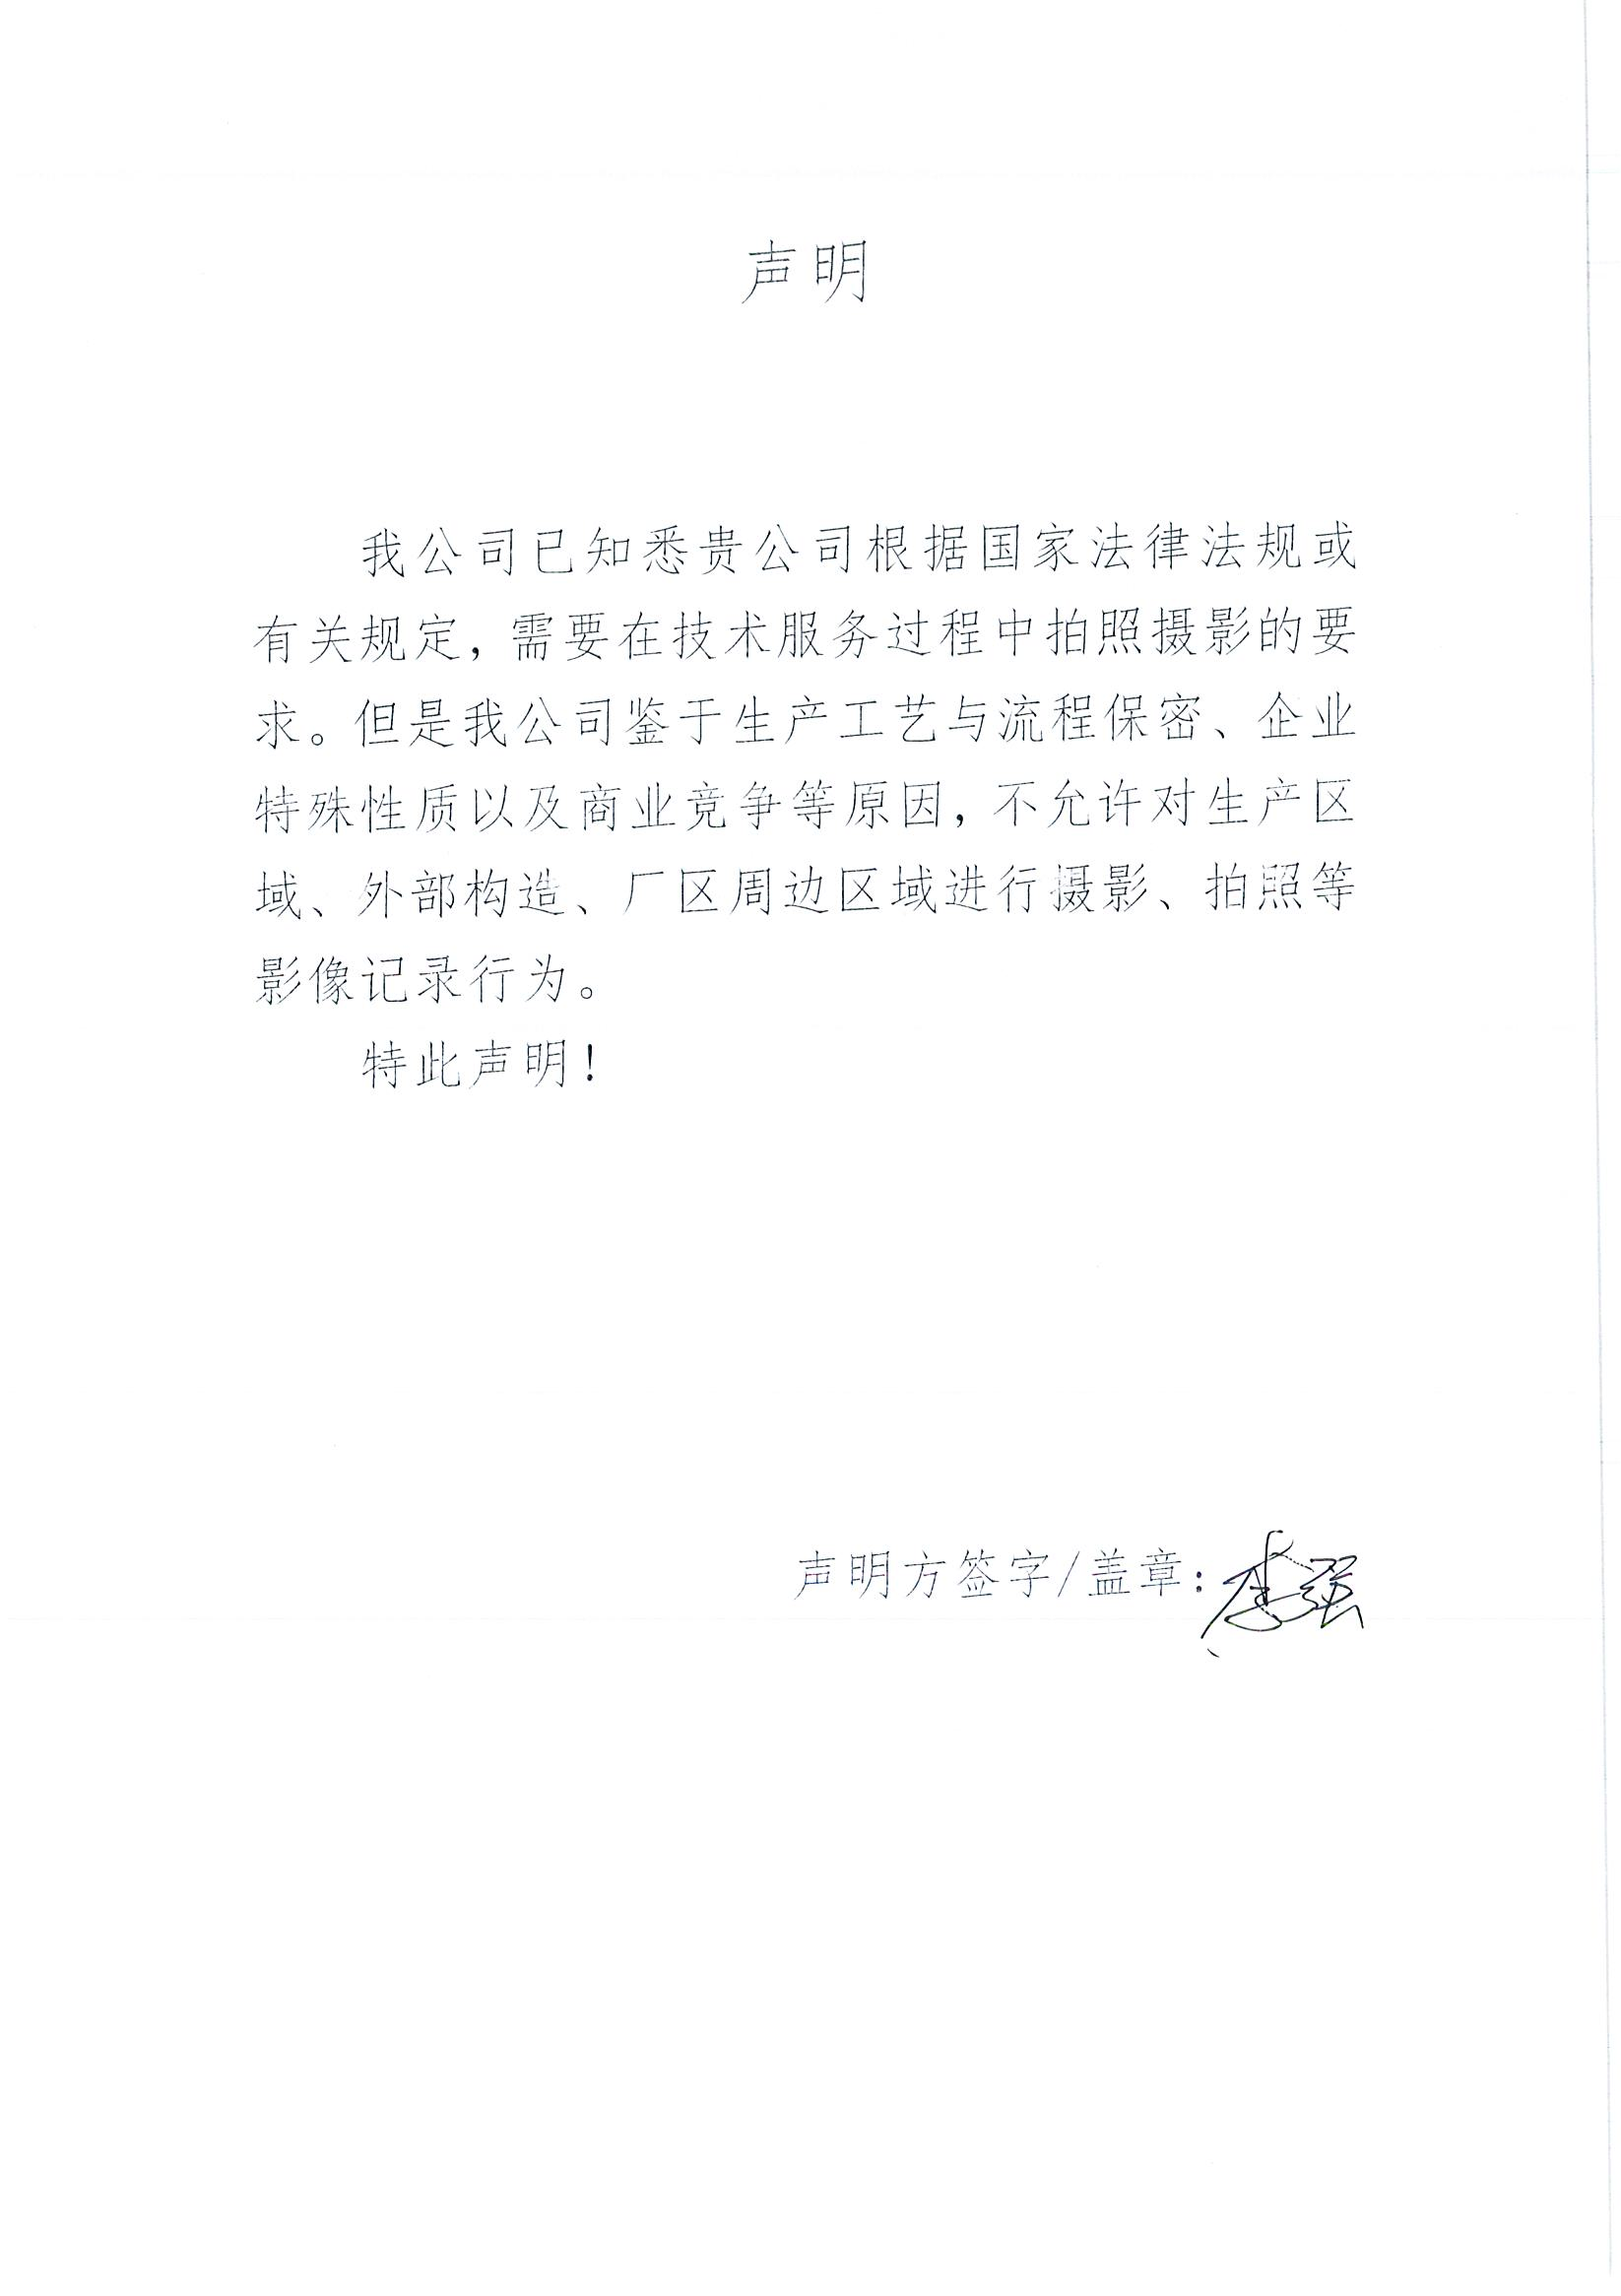 声明
我公司已知悉贵公司根据国家法律法规或
有关规定，需要在技术服务过程中拍照摄影的要
求。但是我公司鉴于生产工艺与流程保密、企业
特殊性质以及商业竞争等原因，不允许对生产区
域、外部构造、厂区周边区域进行摄影、拍照等
影像记录行为。
特此声明！
声明方签字/盖章：李强